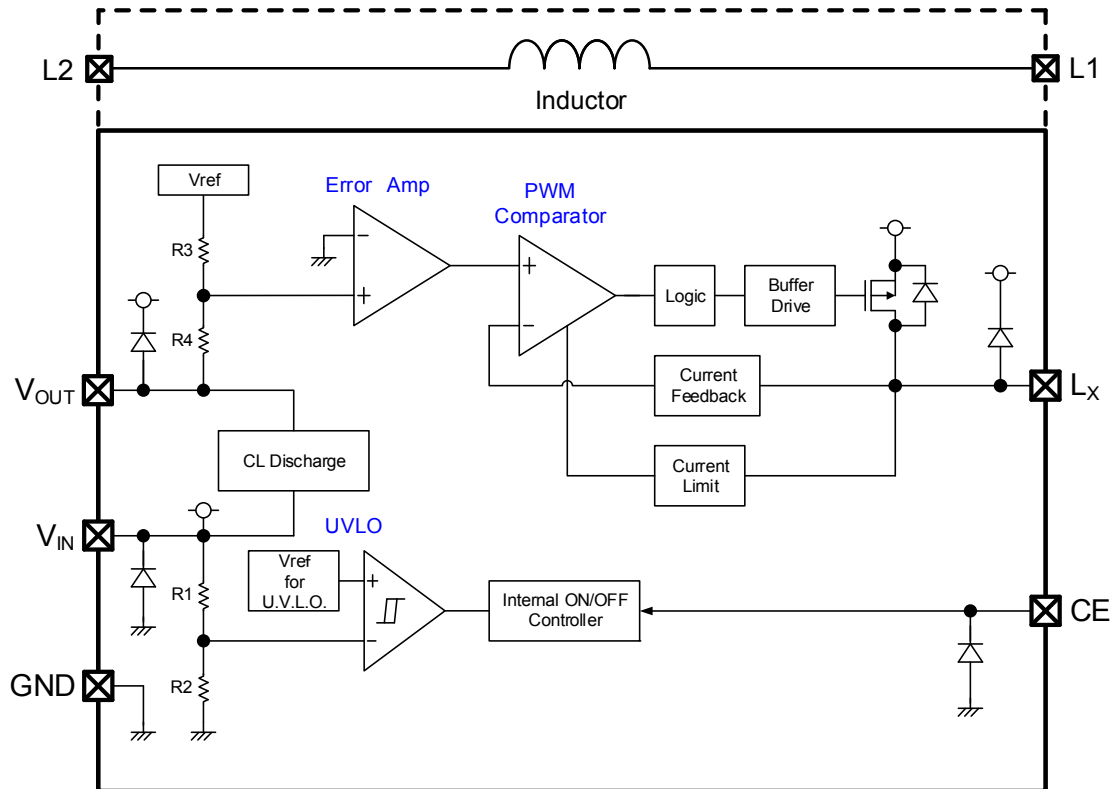 L2
L1
Inductor
Vref
Error Amp
PWM
Comparator
R3
−
+
+
−
Logic
Buffer
Drive
R4
VOUT
Current
Feedback
LX
CL Discharge
Current
Limit
VIN
UVLO
R1
Vref
for
U.V.L.O.
+
−
Internal ON/OFF
Controller
CE
GND
R2